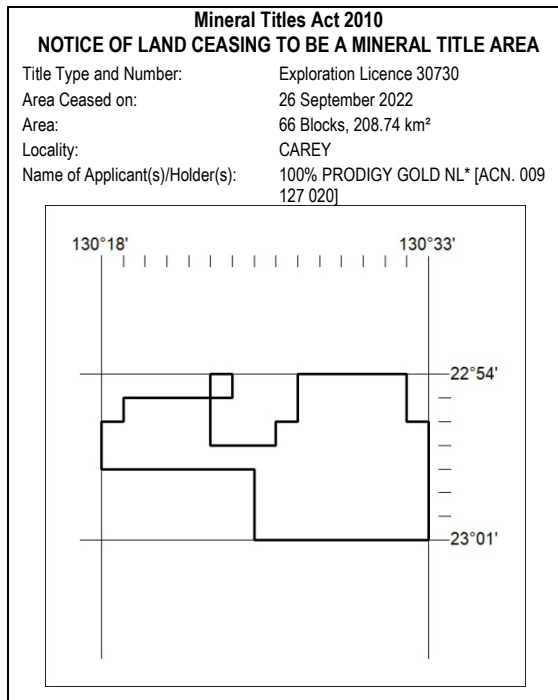 Mineral Titles Act 2010
NOTICE OF LAND CEASING TO BE A MINERAL TITLE AREA
Title Type and Number: Exploration Licence 30730
Area Ceased on: 26 September 2022
Area: 66 Blocks, 208.74 km²
Locality: CAREY
Name of Applicant(s)/Holder(s): 100% PRODIGY GOLD NL* [ACN. 009
127 020]
130°18' 130°33'
22°54'
23°01'